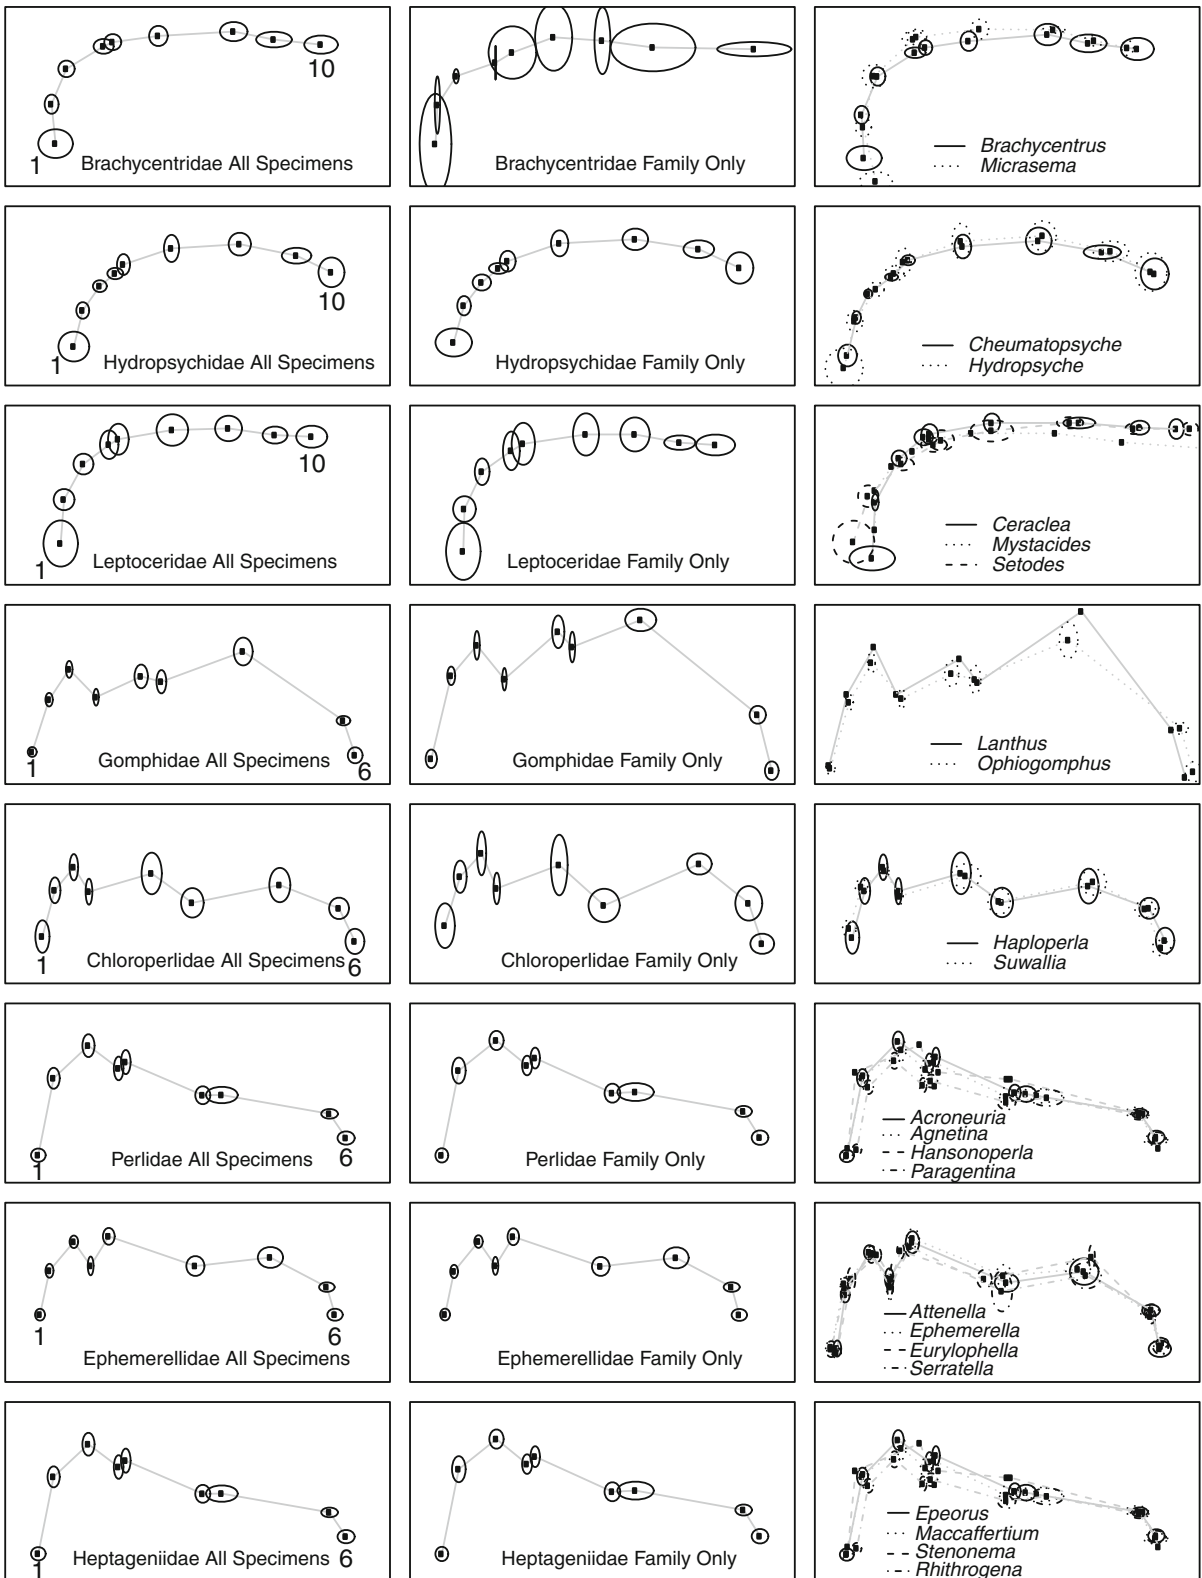 10
1
Brachycentridae All Specimens
Brachycentridae Family Only
Brachycentrus
Micrasema
10
1
Hydropsychidae All Specimens
Hydropsychidae Family Only
Cheumatopsyche
Hydropsyche
10
1
Leptoceridae All Specimens
Leptoceridae Family Only
Ceraclea
Mystacides
Setodes
1
Gomphidae All Specimens
6
Gomphidae Family Only
Lanthus
Ophiogomphus
1
Chloroperlidae All Specimens
6
Chloroperlidae Family Only
Haploperla
Suwallia
1
Perlidae All Specimens
6
Perlidae Family Only
Acroneuria
Agnetina
Hansonoperla
Paragentina
1
Ephemerellidae All Specimens
6
Ephemerellidae Family Only
Attenella
Ephemerella
Eurylophella
Serratella
1
Heptageniidae All Specimens
6
Heptageniidae Family Only
Epeorus
Maccaffertium
Stenonema
Rhithrogena